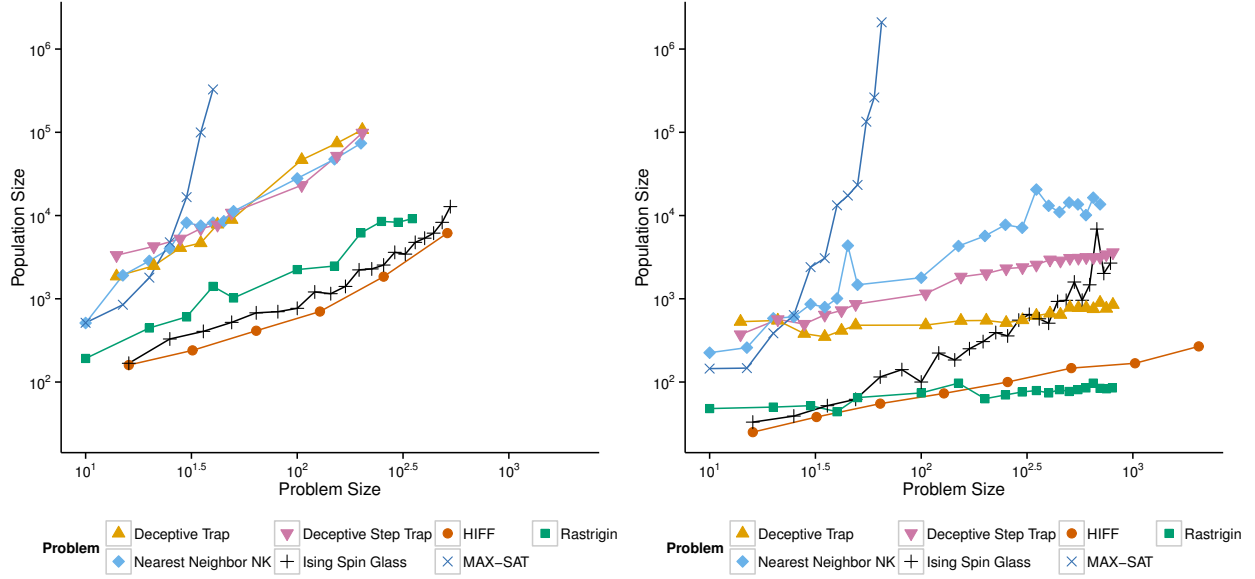 10^6
10^5
10^4
10^3
10^2
Population Size
10^1
10^1.5
10^2
10^2.5
10^3
Problem Size
Problem
Deceptive Trap
Deceptive Step Trap
HIFF
Rastrigin
Nearest Neighbor NK
Ising Spin Glass
MAX−SAT
10^6
10^5
10^4
10^3
10^2
Population Size
10^1
10^1.5
10^2
10^2.5
10^3
Problem Size
Problem
Deceptive Trap
Deceptive Step Trap
HIFF
Rastrigin
Nearest Neighbor NK
Ising Spin Glass
MAX−SAT